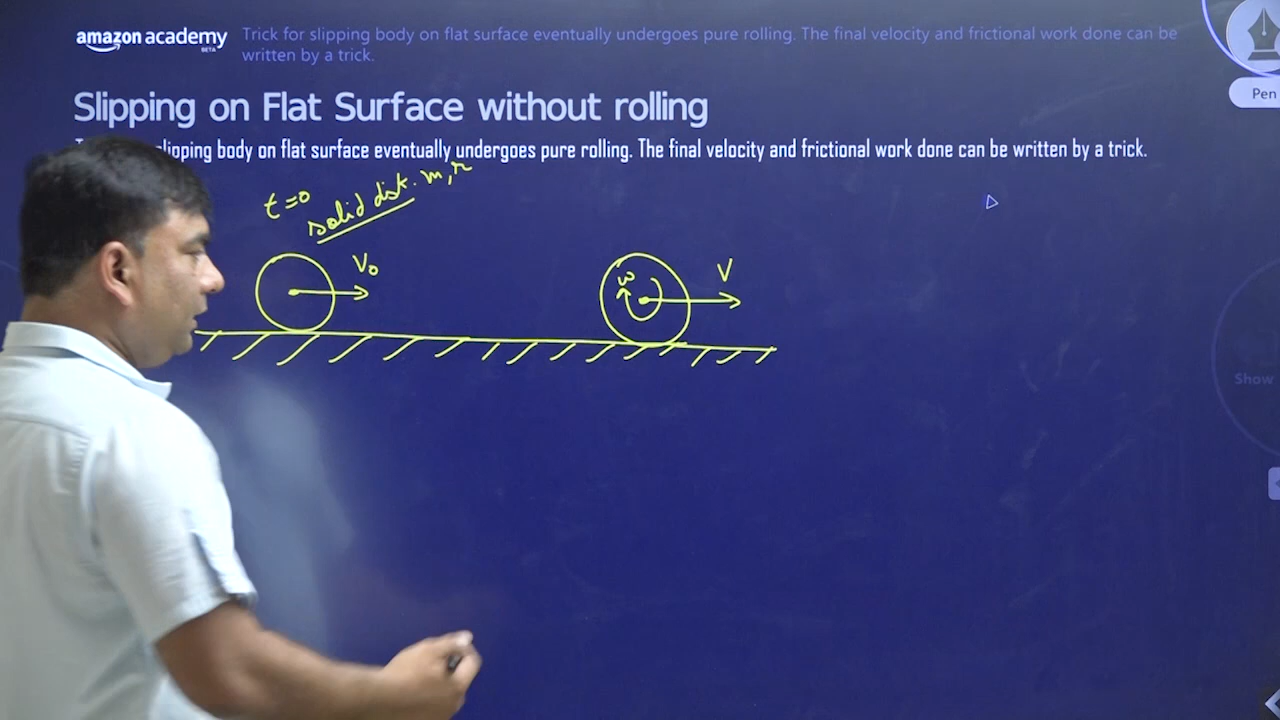 amazon academy
BETA
Trick for slipping body on flat surface eventually undergoes pure rolling. The final velocity and frictional work done can be
written by a trick.
Pen
Slipping on Flat Surface without rolling
slipping body on flat surface eventually undergoes pure rolling. The final velocity and frictional work done can be written by a trick.
t=0
solid disk. m, r
V₀
ω
V
Show